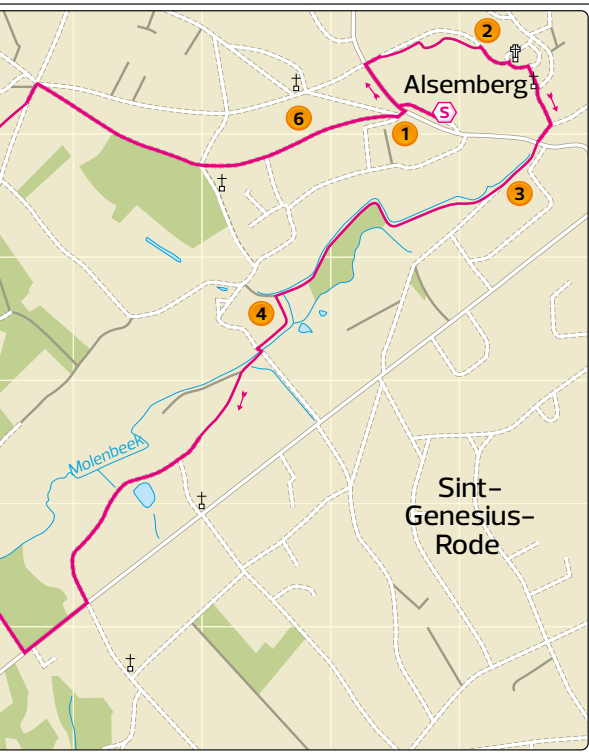 2
Alsemberg
S
6
1
3
4
Molenbeek
Sint-
Genesius-
Rode